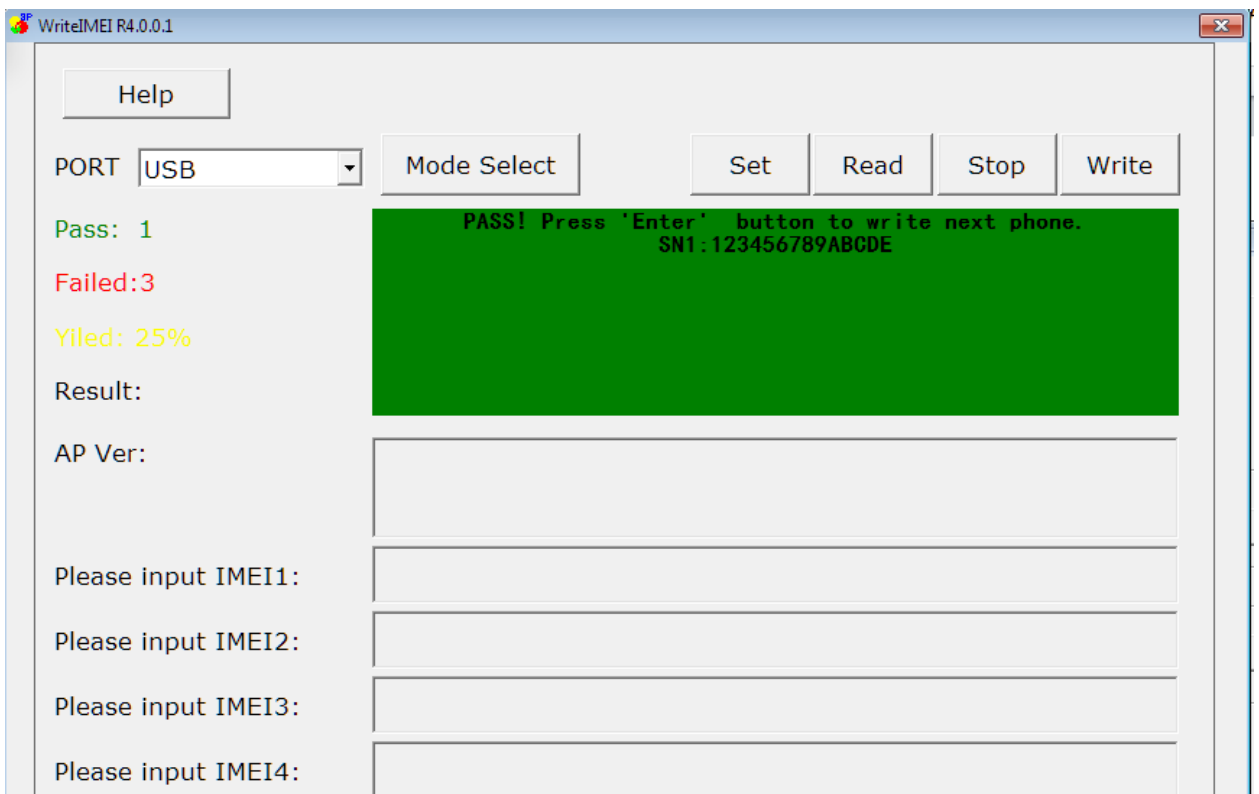 WriteIMEI R4.0.0.1
Help
PORT USB Mode Select Set Read Stop Write
Pass: 1
PASS! Press 'Enter' button to write next phone.
SN1:123456789ABCDE
Failed:3
Yiled: 25%
Result:
AP Ver:
Please input IMEI1:
Please input IMEI2:
Please input IMEI3:
Please input IMEI4: